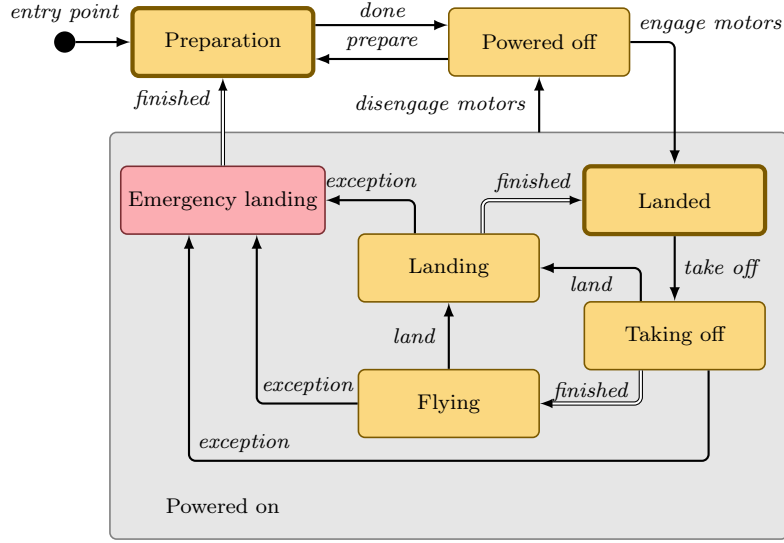 entry point
Preparation
done
prepare
Powered off
engage motors
finished
disengage motors
Emergency landing
exception
finished
Landed
Landing
land
take off
land
Taking off
exception
Flying
finished
exception
Powered on